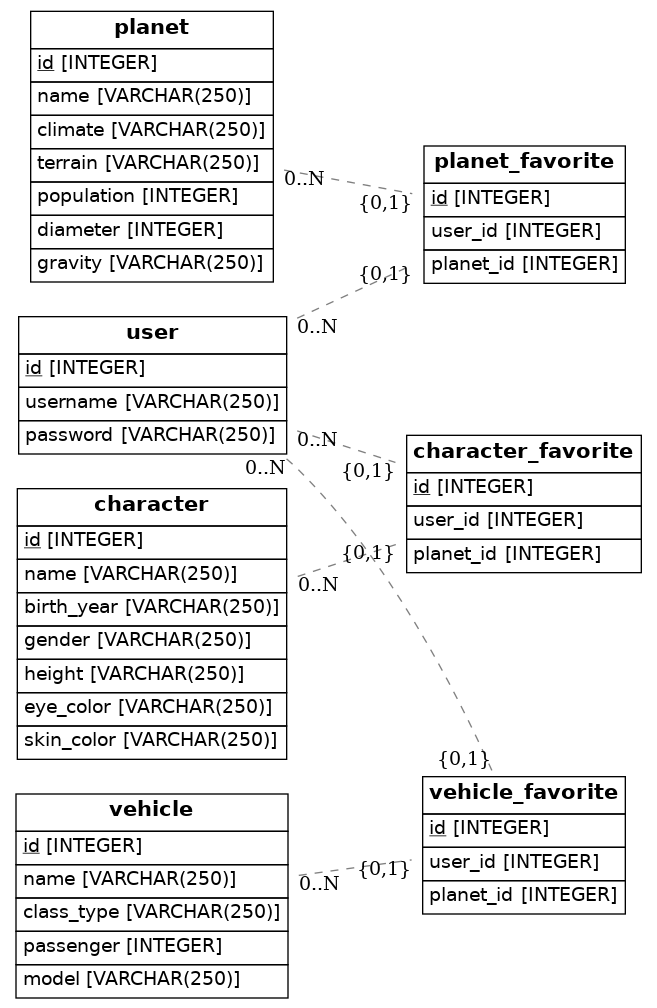 planet
id [INTEGER]
name [VARCHAR(250)]
climate [VARCHAR(250)]
terrain [VARCHAR(250)]
population [INTEGER]
diameter [INTEGER]
gravity [VARCHAR(250)]
planet_favorite
id [INTEGER]
user_id [INTEGER]
planet_id [INTEGER]
0..N
{0,1}
{0,1}
0..N
user
id [INTEGER]
username [VARCHAR(250)]
password [VARCHAR(250)]
0..N
{0,1}
0..N
character_favorite
id [INTEGER]
user_id [INTEGER]
planet_id [INTEGER]
character
id [INTEGER]
name [VARCHAR(250)]
birth_year [VARCHAR(250)]
gender [VARCHAR(250)]
height [VARCHAR(250)]
eye_color [VARCHAR(250)]
skin_color [VARCHAR(250)]
{0,1}
0..N
{0,1}
vehicle_favorite
id [INTEGER]
user_id [INTEGER]
planet_id [INTEGER]
vehicle
id [INTEGER]
name [VARCHAR(250)]
class_type [VARCHAR(250)]
passenger [INTEGER]
model [VARCHAR(250)]
{0,1}
0..N